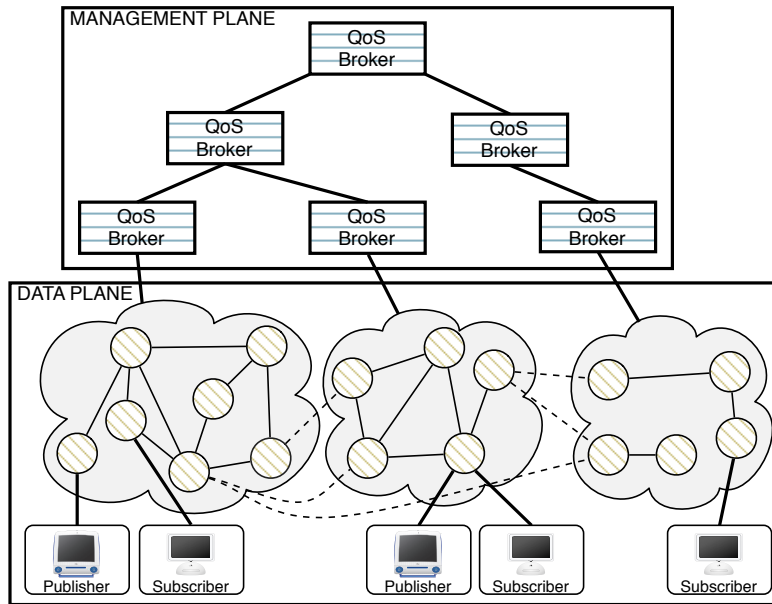 MANAGEMENT PLANE
QoS
Broker
QoS
Broker
QoS
Broker
QoS
Broker
QoS
Broker
QoS
Broker
DATA PLANE
Publisher
Subscriber
Publisher
Subscriber
Subscriber